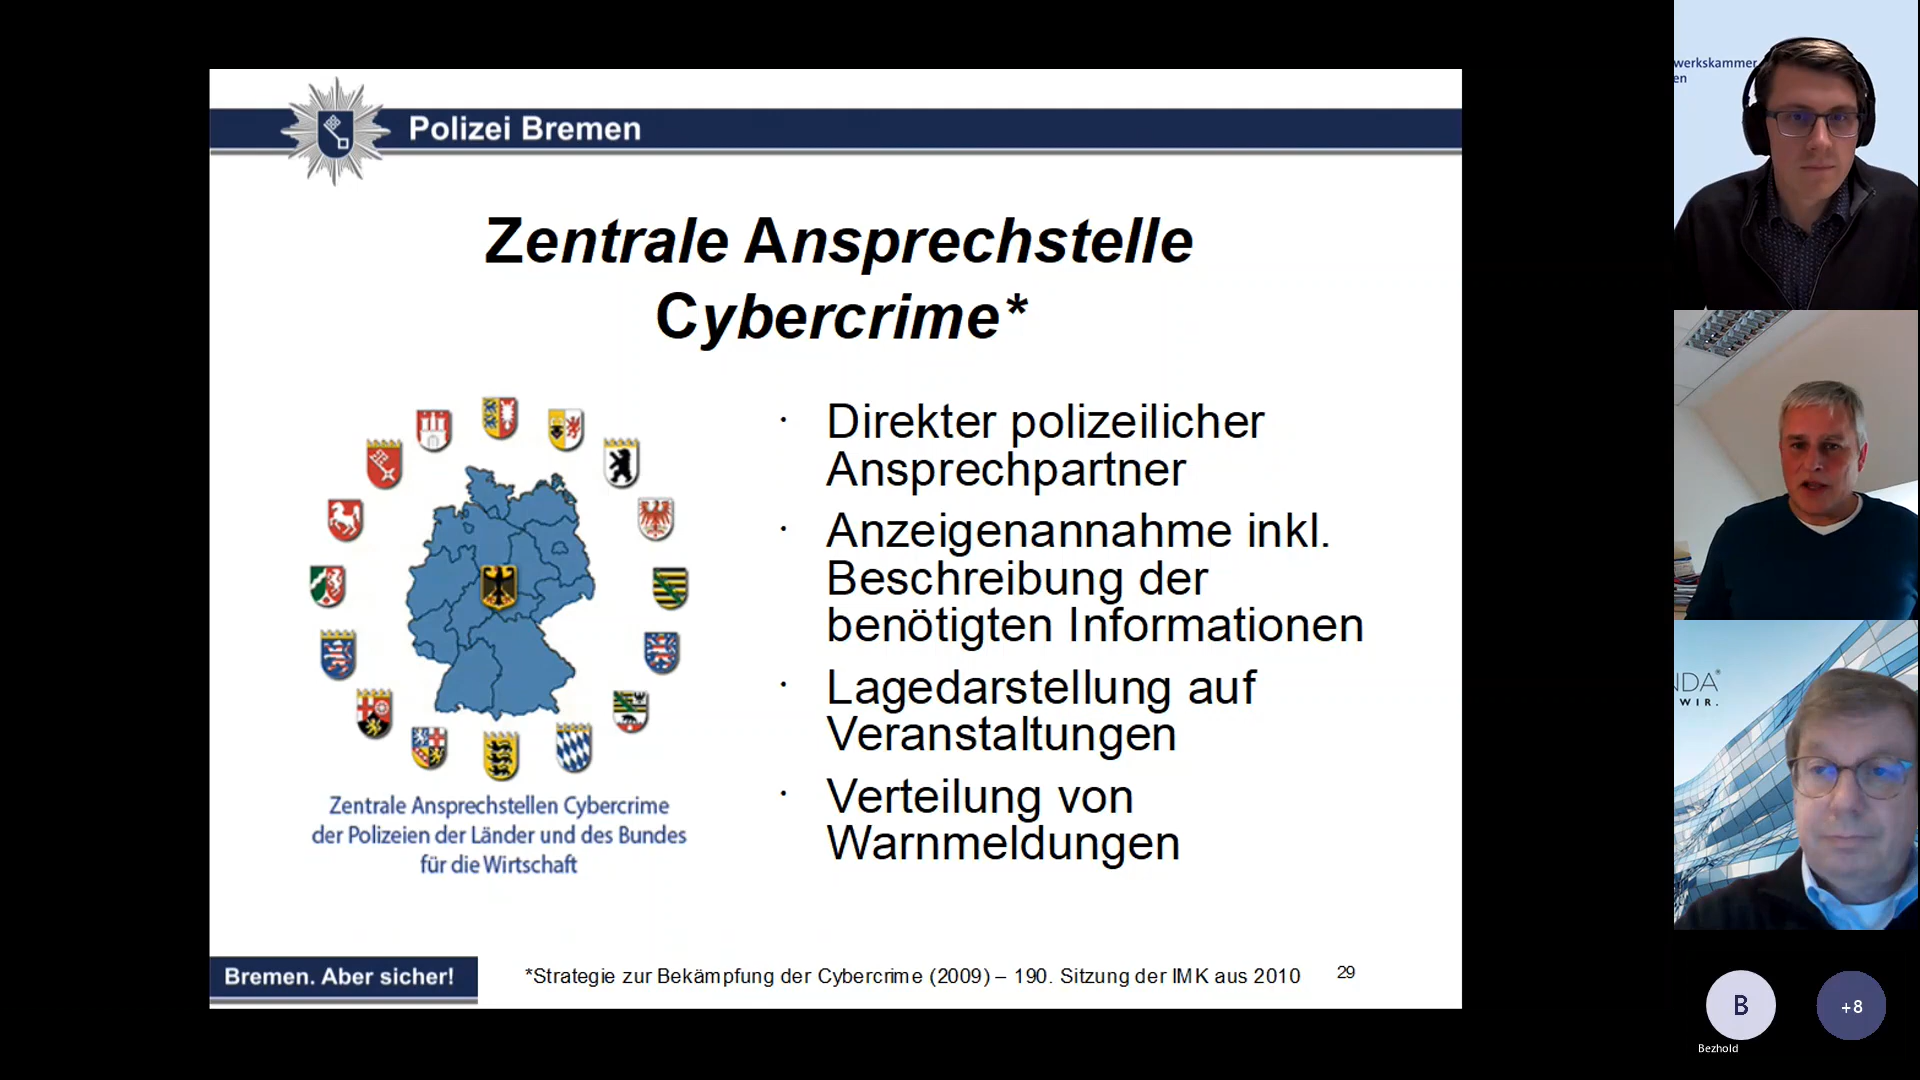 Polizei Bremen
Zentrale Ansprechstelle
Cybercrime*
· Direkter polizeilicher
Ansprechpartner
· Anzeigenannahme inkl.
Beschreibung der
benötigten Informationen
· Lagedarstellung auf
Veranstaltungen
· Verteilung von
Warnmeldungen
Zentrale Ansprechstellen Cybercrime
der Polizeien der Länder und des Bundes
für die Wirtschaft
Bremen. Aber sicher!
*Strategie zur Bekämpfung der Cybercrime (2009) – 190. Sitzung der IMK aus 2010
29
werkskammer
en
NDA®
WIR.
B
+8
Bezhold